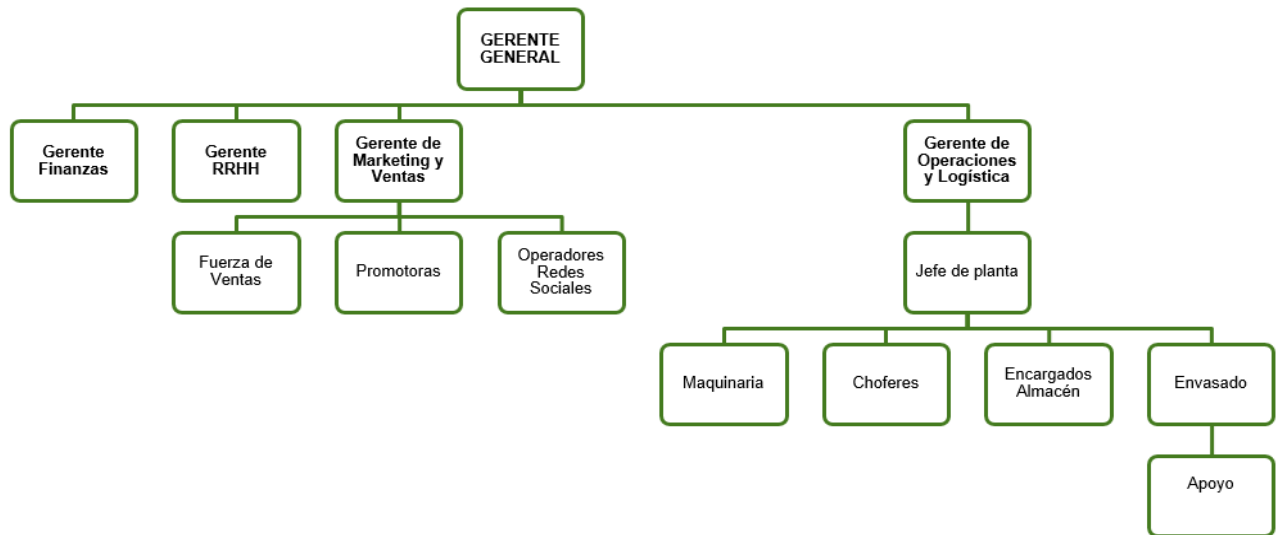 GERENTE
GENERAL
Gerente
Finanzas
Gerente
RRHH
Gerente de
Marketing y
Ventas
Gerente de
Operaciones
y Logística
Fuerza de
Ventas
Promotoras
Operadores
Redes
Sociales
Jefe de planta
Maquinaria
Choferes
Encargados
Almacén
Envasado
Apoyo